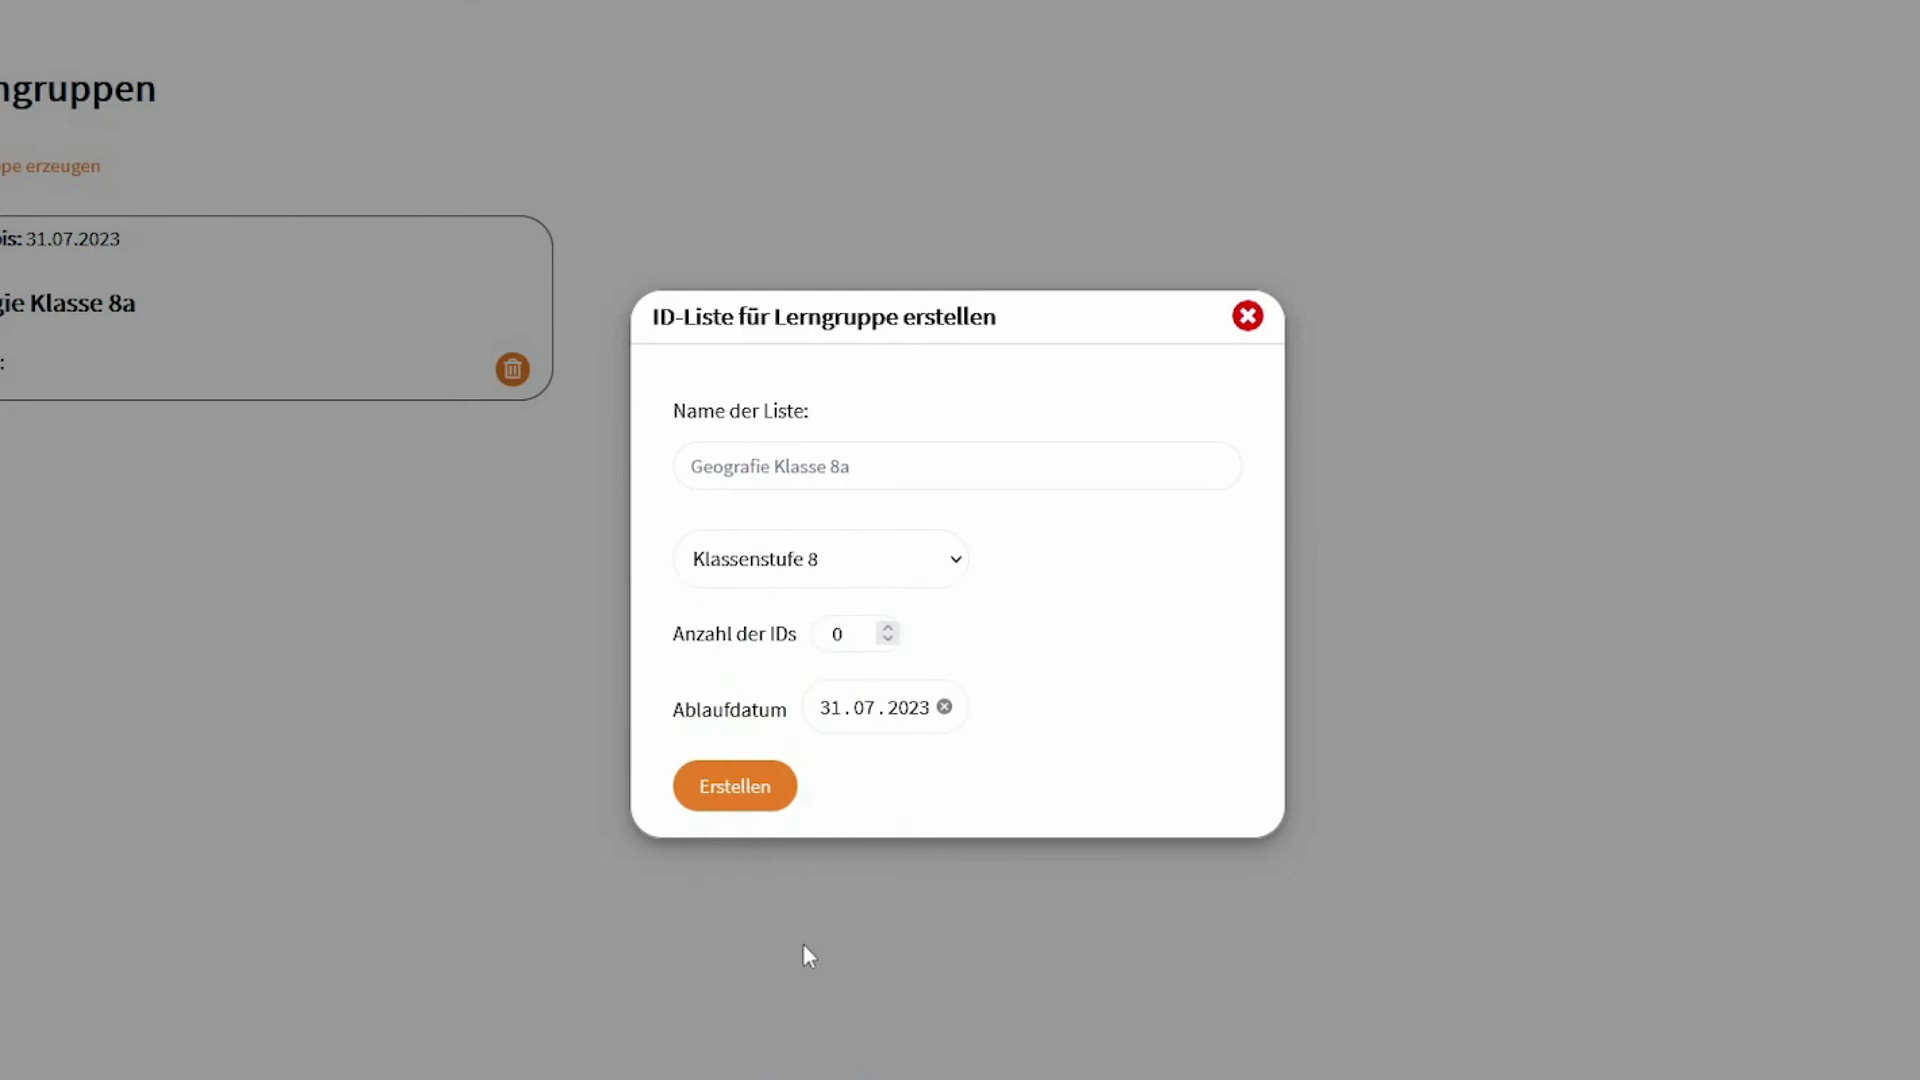 ngruppen
ppe erzeugen
bis: 31.07.2023
gie Klasse 8a
:
ID-Liste für Lerngruppe erstellen
Name der Liste:
Geografie Klasse 8a
Klassenstufe 8
Anzahl der IDs 0
Ablaufdatum 31.07.2023
Erstellen